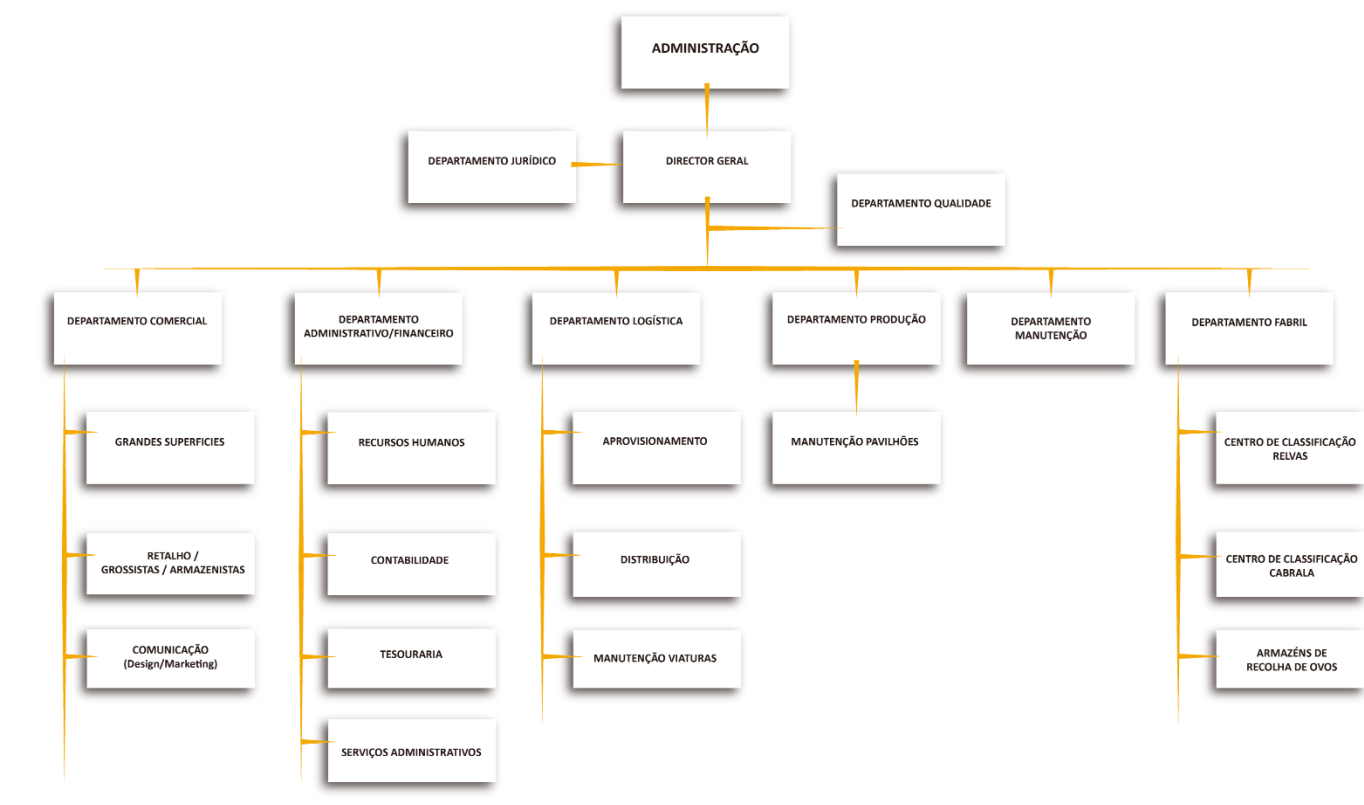 ADMINISTRAÇÃO
DEPARTAMENTO JURÍDICO
DIRECTOR GERAL
DEPARTAMENTO QUALIDADE
DEPARTAMENTO COMERCIAL
DEPARTAMENTO
ADMINISTRATIVO/FINANCEIRO
DEPARTAMENTO LOGÍSTICA
DEPARTAMENTO PRODUÇÃO
DEPARTAMENTO
MANUTENÇÃO
DEPARTAMENTO FABRIL
GRANDES SUPERFICIES
RECURSOS HUMANOS
APROVISIONAMENTO
MANUTENÇÃO PAVILHÕES
CENTRO DE CLASSIFICAÇÃO
RELVAS
RETALHO /
GROSSISTAS / ARMAZENISTAS
CONTABILIDADE
DISTRIBUIÇÃO
CENTRO DE CLASSIFICAÇÃO
CABRALA
COMUNICAÇÃO
(Design/Marketing)
TESOURARIA
MANUTENÇÃO VIATURAS
ARMAZÉNS DE
RECOLHA DE OVOS
SERVIÇOS ADMINISTRATIVOS